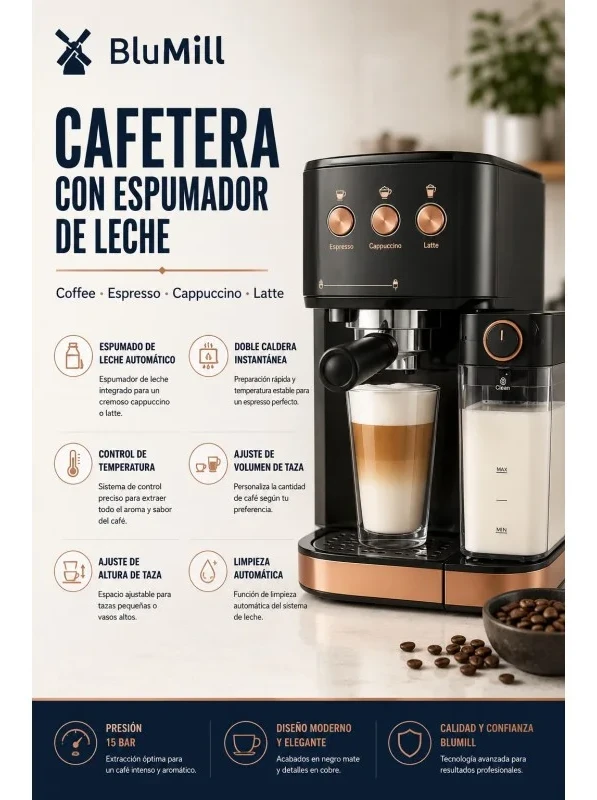 BluMill
CAFETERA
CON ESPUMADOR
DE LECHE
Coffee • Espresso • Cappuccino • Latte
ESPUMADO DE
LECHE AUTOMÁTICO
Espumador de leche
integrado para un
cremoso cappuccino
o latte.
DOBLE CALDERA
INSTANTÁNEA
Preparación rápida y
temperatura estable para
un espresso perfecto.
CONTROL DE
TEMPERATURA
Sistema de control
preciso para extraer
todo el aroma y sabor
del café.
AJUSTE DE
VOLUMEN DE TAZA
Personaliza la cantidad
de café según tu
preferencia.
AJUSTE DE
ALTURA DE TAZA
Espacio ajustable para
tazas pequeñas o
vasos altos.
LIMPIEZA
AUTOMÁTICA
Función de limpieza
automática del sistema
de leche.
Espresso
Cappuccino
Latte
Clean
MAX
MIN
PRESIÓN
15 BAR
Extracción óptima para
un café intenso y aromático.
DISEÑO MODERNO
Y ELEGANTE
Acabados en negro mate
y detalles en cobre.
CALIDAD Y CONFIANZA
BLUMILL
Tecnología avanzada para
resultados profesionales.